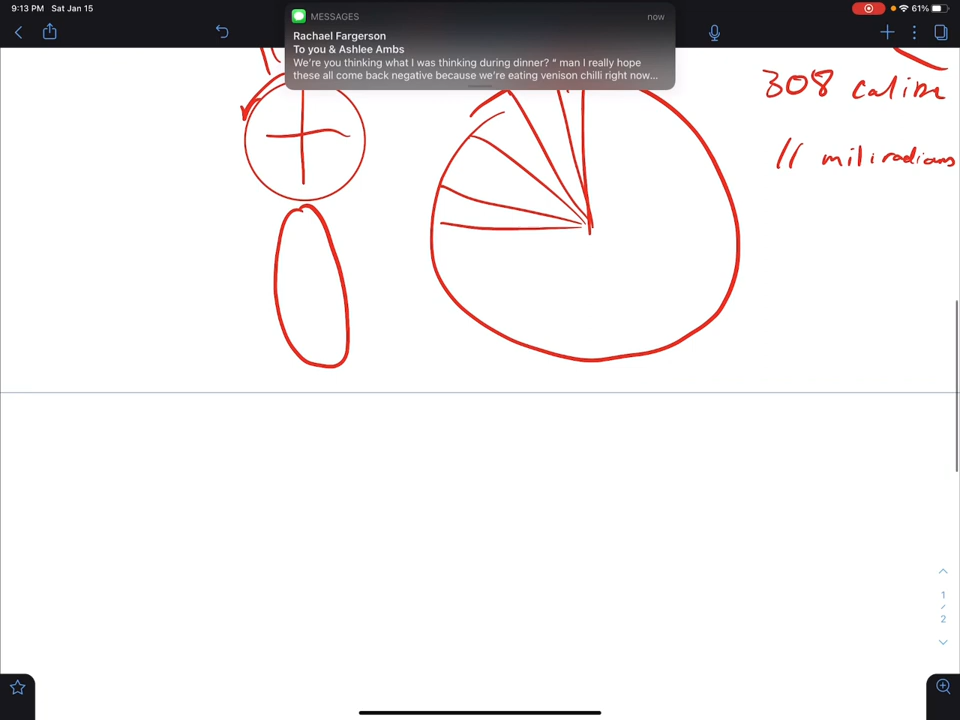 9:13 PM Sat Jan 15
61%
MESSAGES
now
Rachael Fargerson
To you & Ashlee Ambs
We're you thinking what I was thinking during dinner? " man I really hope
these all come back negative because we're eating venison chilli right now...
308 calibe
11 miliradians
1
/
2